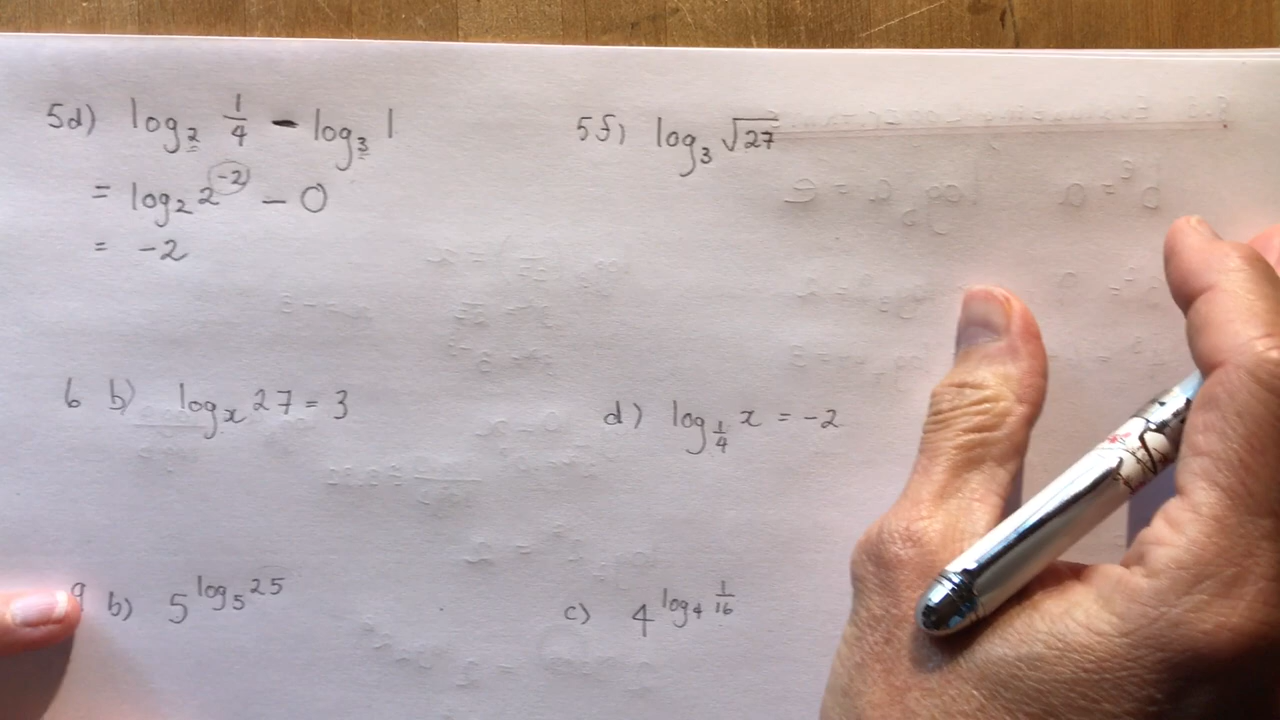 5d) log₂ 1/4 - log₃ 1
= log₂ 2⁻² - 0
= -2
5f) log₃ √27
6 b) logₓ 27 = 3
d) log_{1/4} x = -2
9 b) 5^{log₅ 25}
c) 4^{log₄ 1/16}